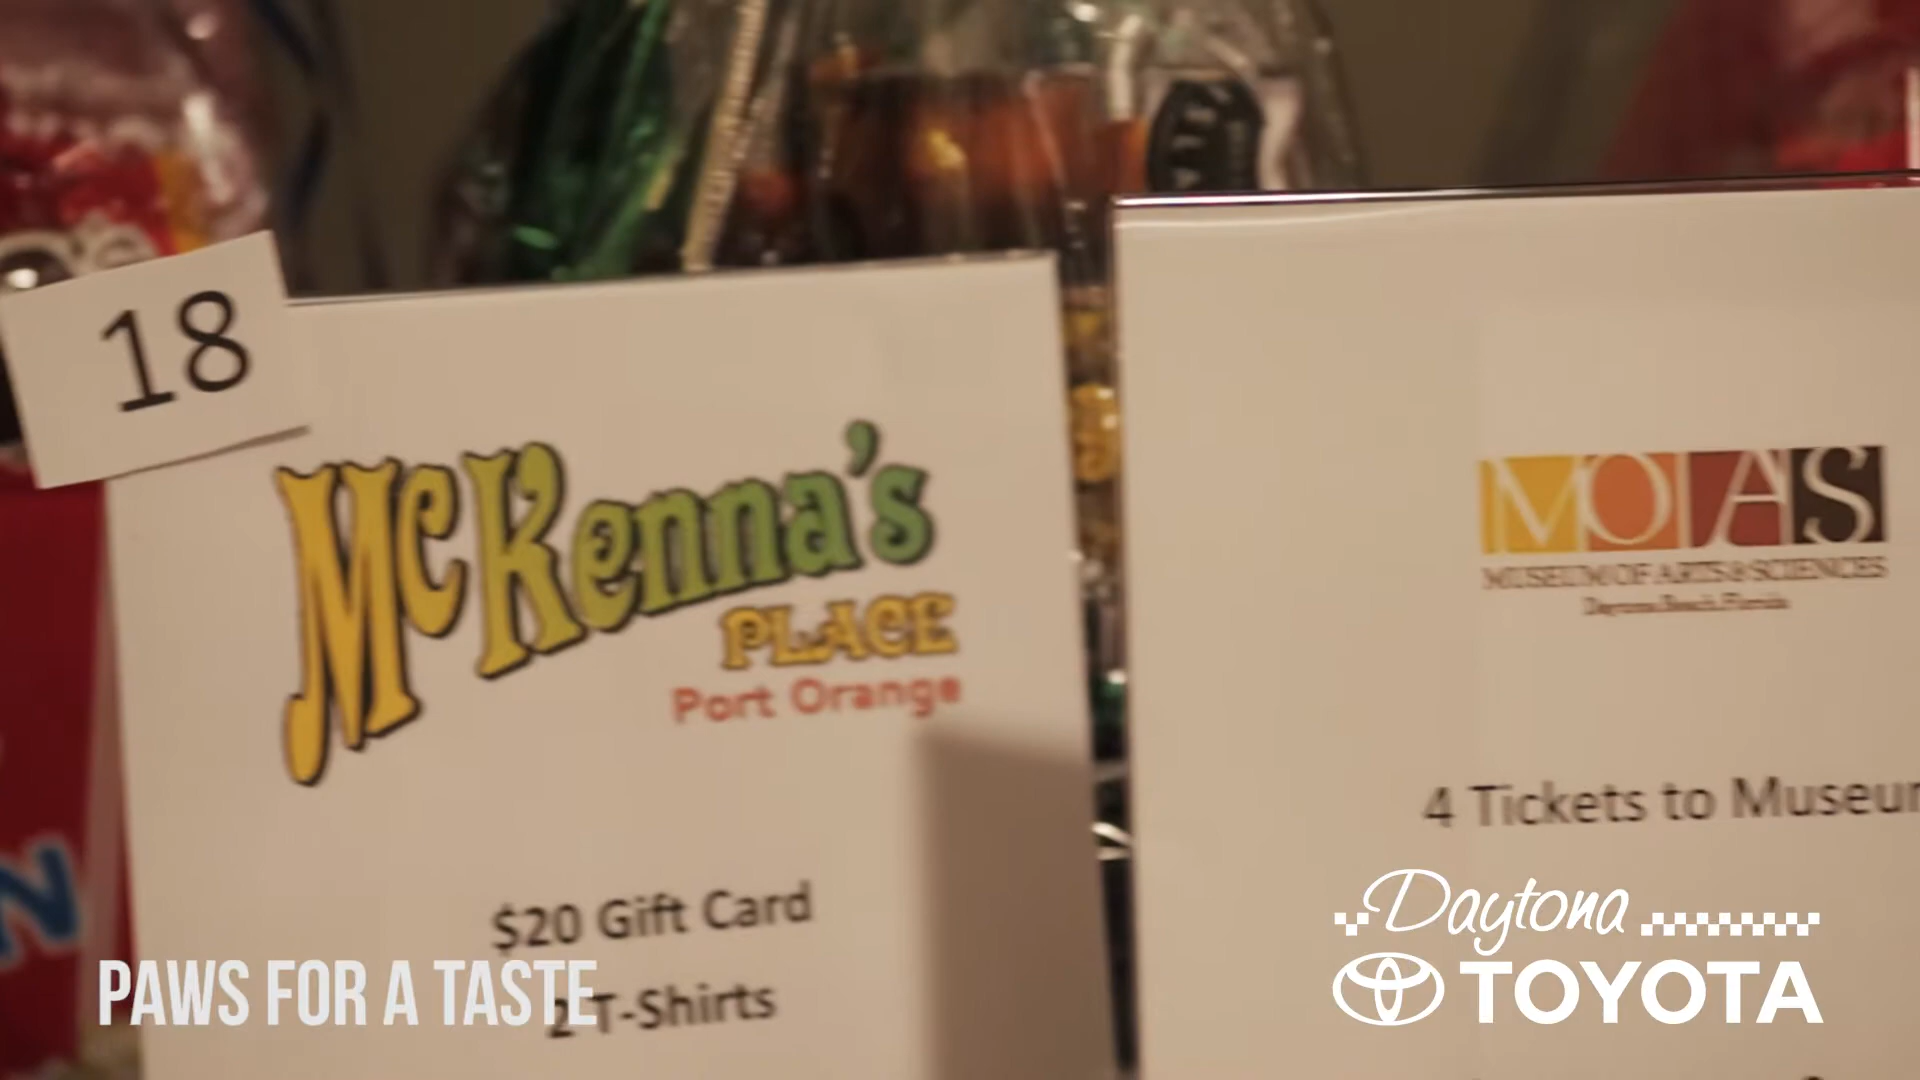 18
McKenna's
PLACE
Port Orange
$20 Gift Card
2 T-Shirts
MOAS
MUSEUM OF ARTS & SCIENCES
Daytona Beach, Florida
4 Tickets to Museu
PAWS FOR A TASTE
Daytona
TOYOTA